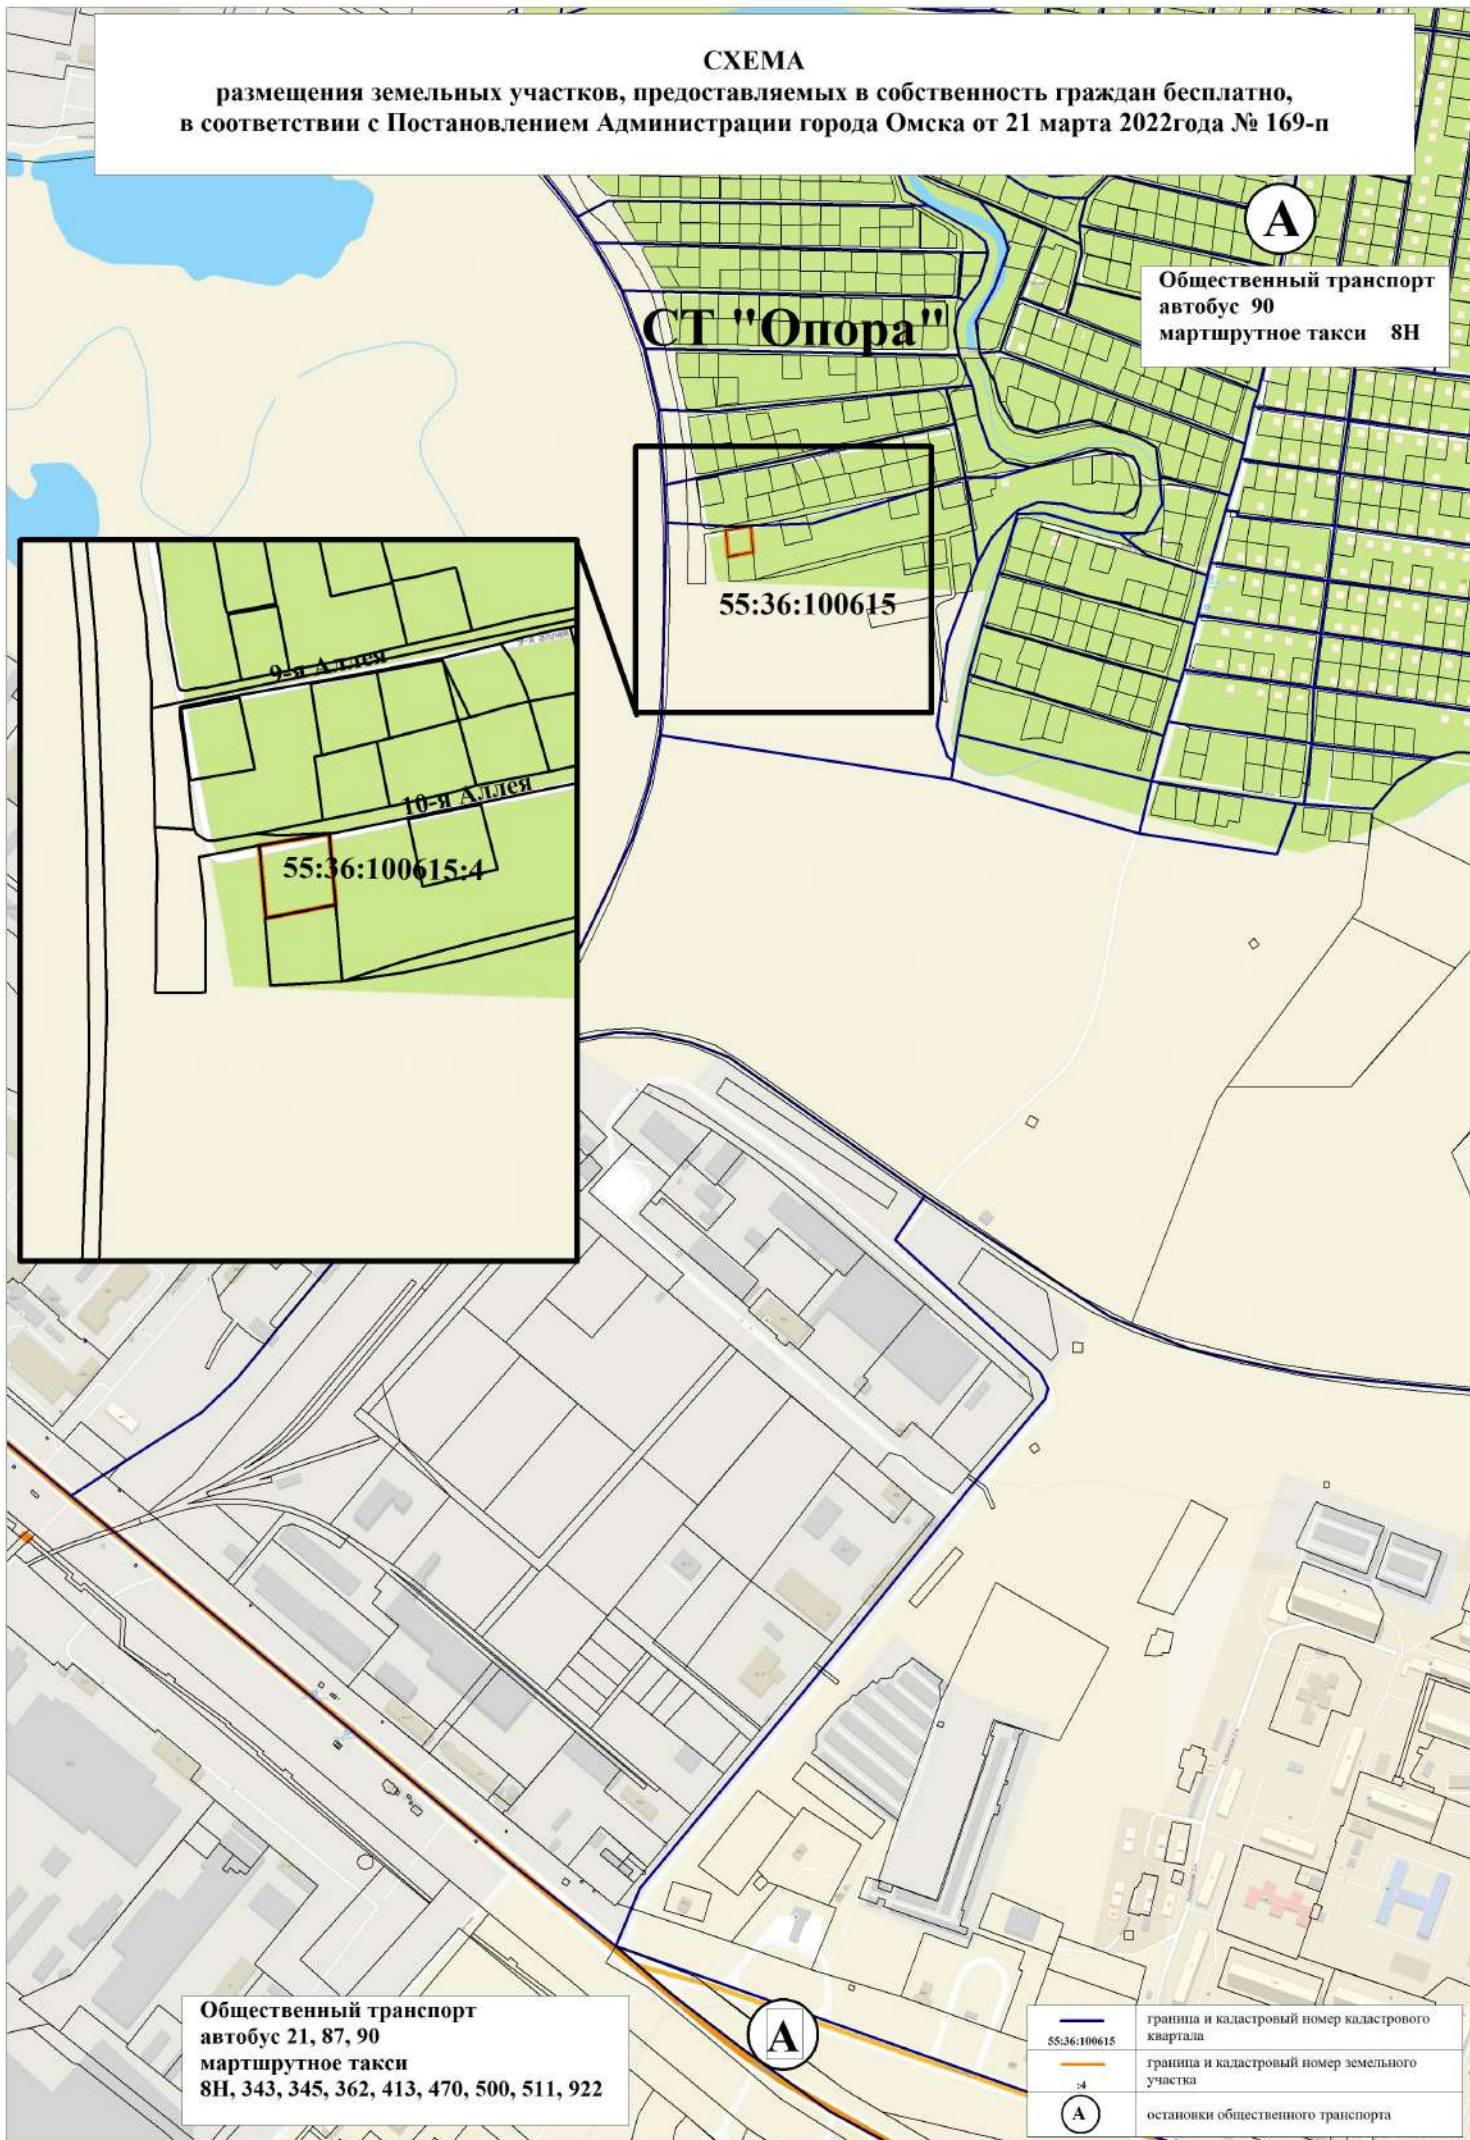 СХЕМА
размещения земельных участков, предоставляемых в собственность граждан бесплатно,
в соответствии с Постановлением Администрации города Омска от 21 марта 2022года № 169-п
А
Общественный транспорт
автобус 90
мартшрутное такси 8Н
СТ "Опора"
55:36:100615
9-я Аллея
10-я Аллея
55:36:100615:4
Общественный транспорт
автобус 21, 87, 90
мартшрутное такси
8Н, 343, 345, 362, 413, 470, 500, 511, 922
А
55:36:100615
граница и кадастровый номер кадастрового
квартала
:4
граница и кадастровый номер земельного
участка
А
остановки общественного транспорта